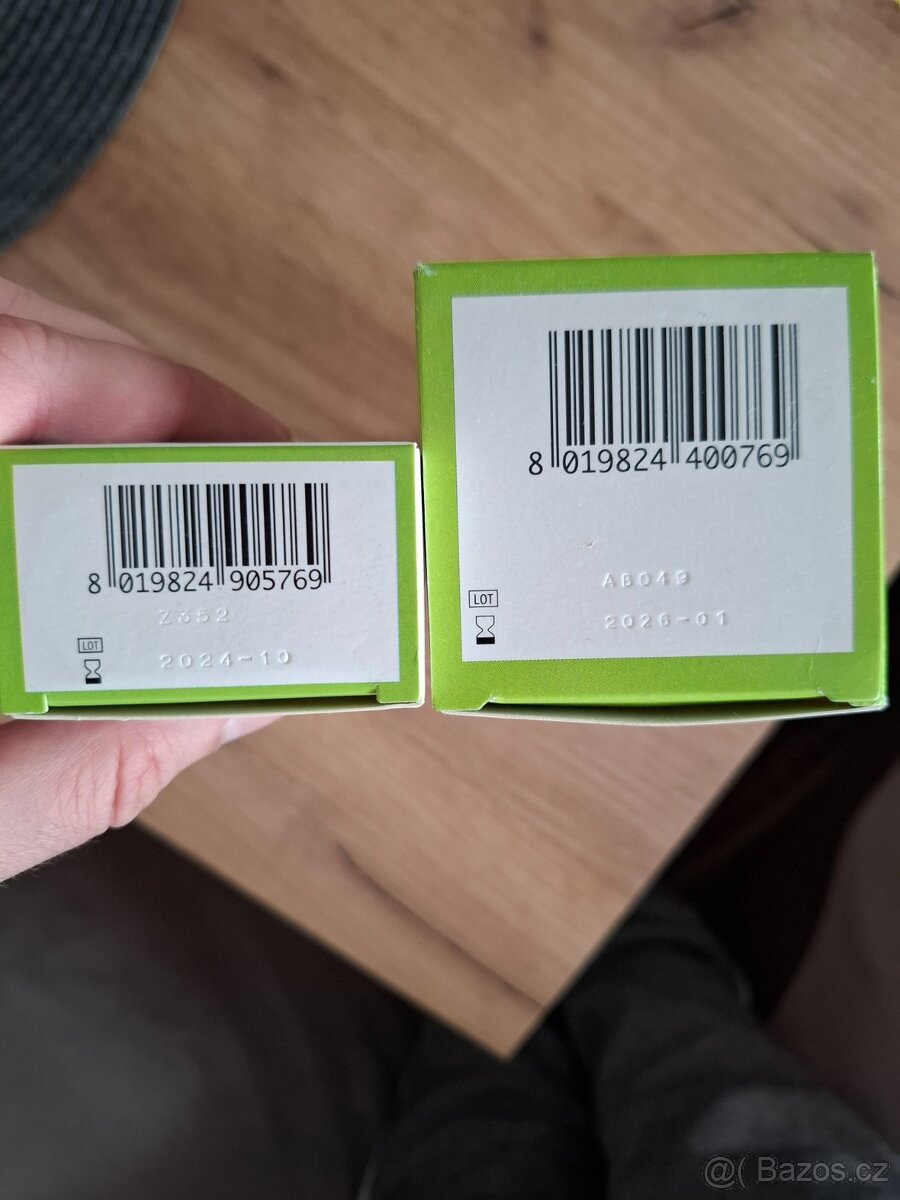 8 019824 905769
Z352
LOT
2024-10
8 019824 400769
AB049
LOT
2026-01
@( Bazos.cz